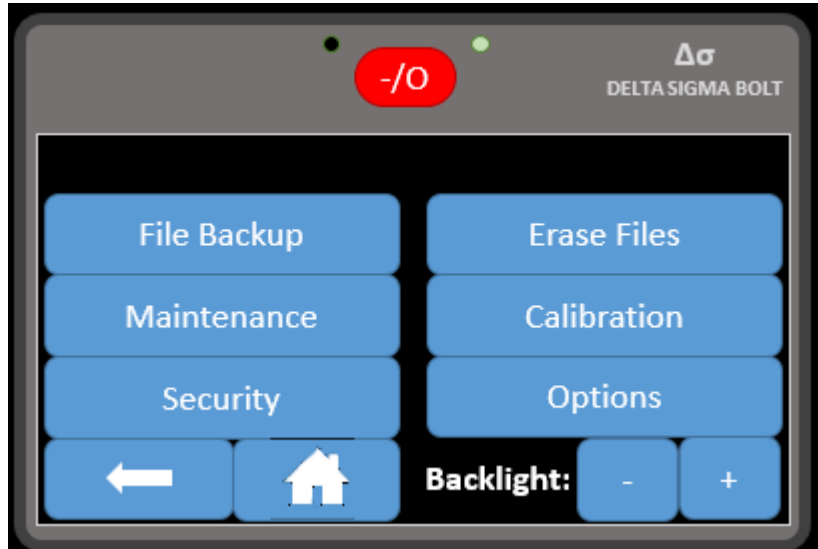 -/O
Δσ
DELTA SIGMA BOLT
File Backup
Erase Files
Maintenance
Calibration
Security
Options
Backlight:
-
+